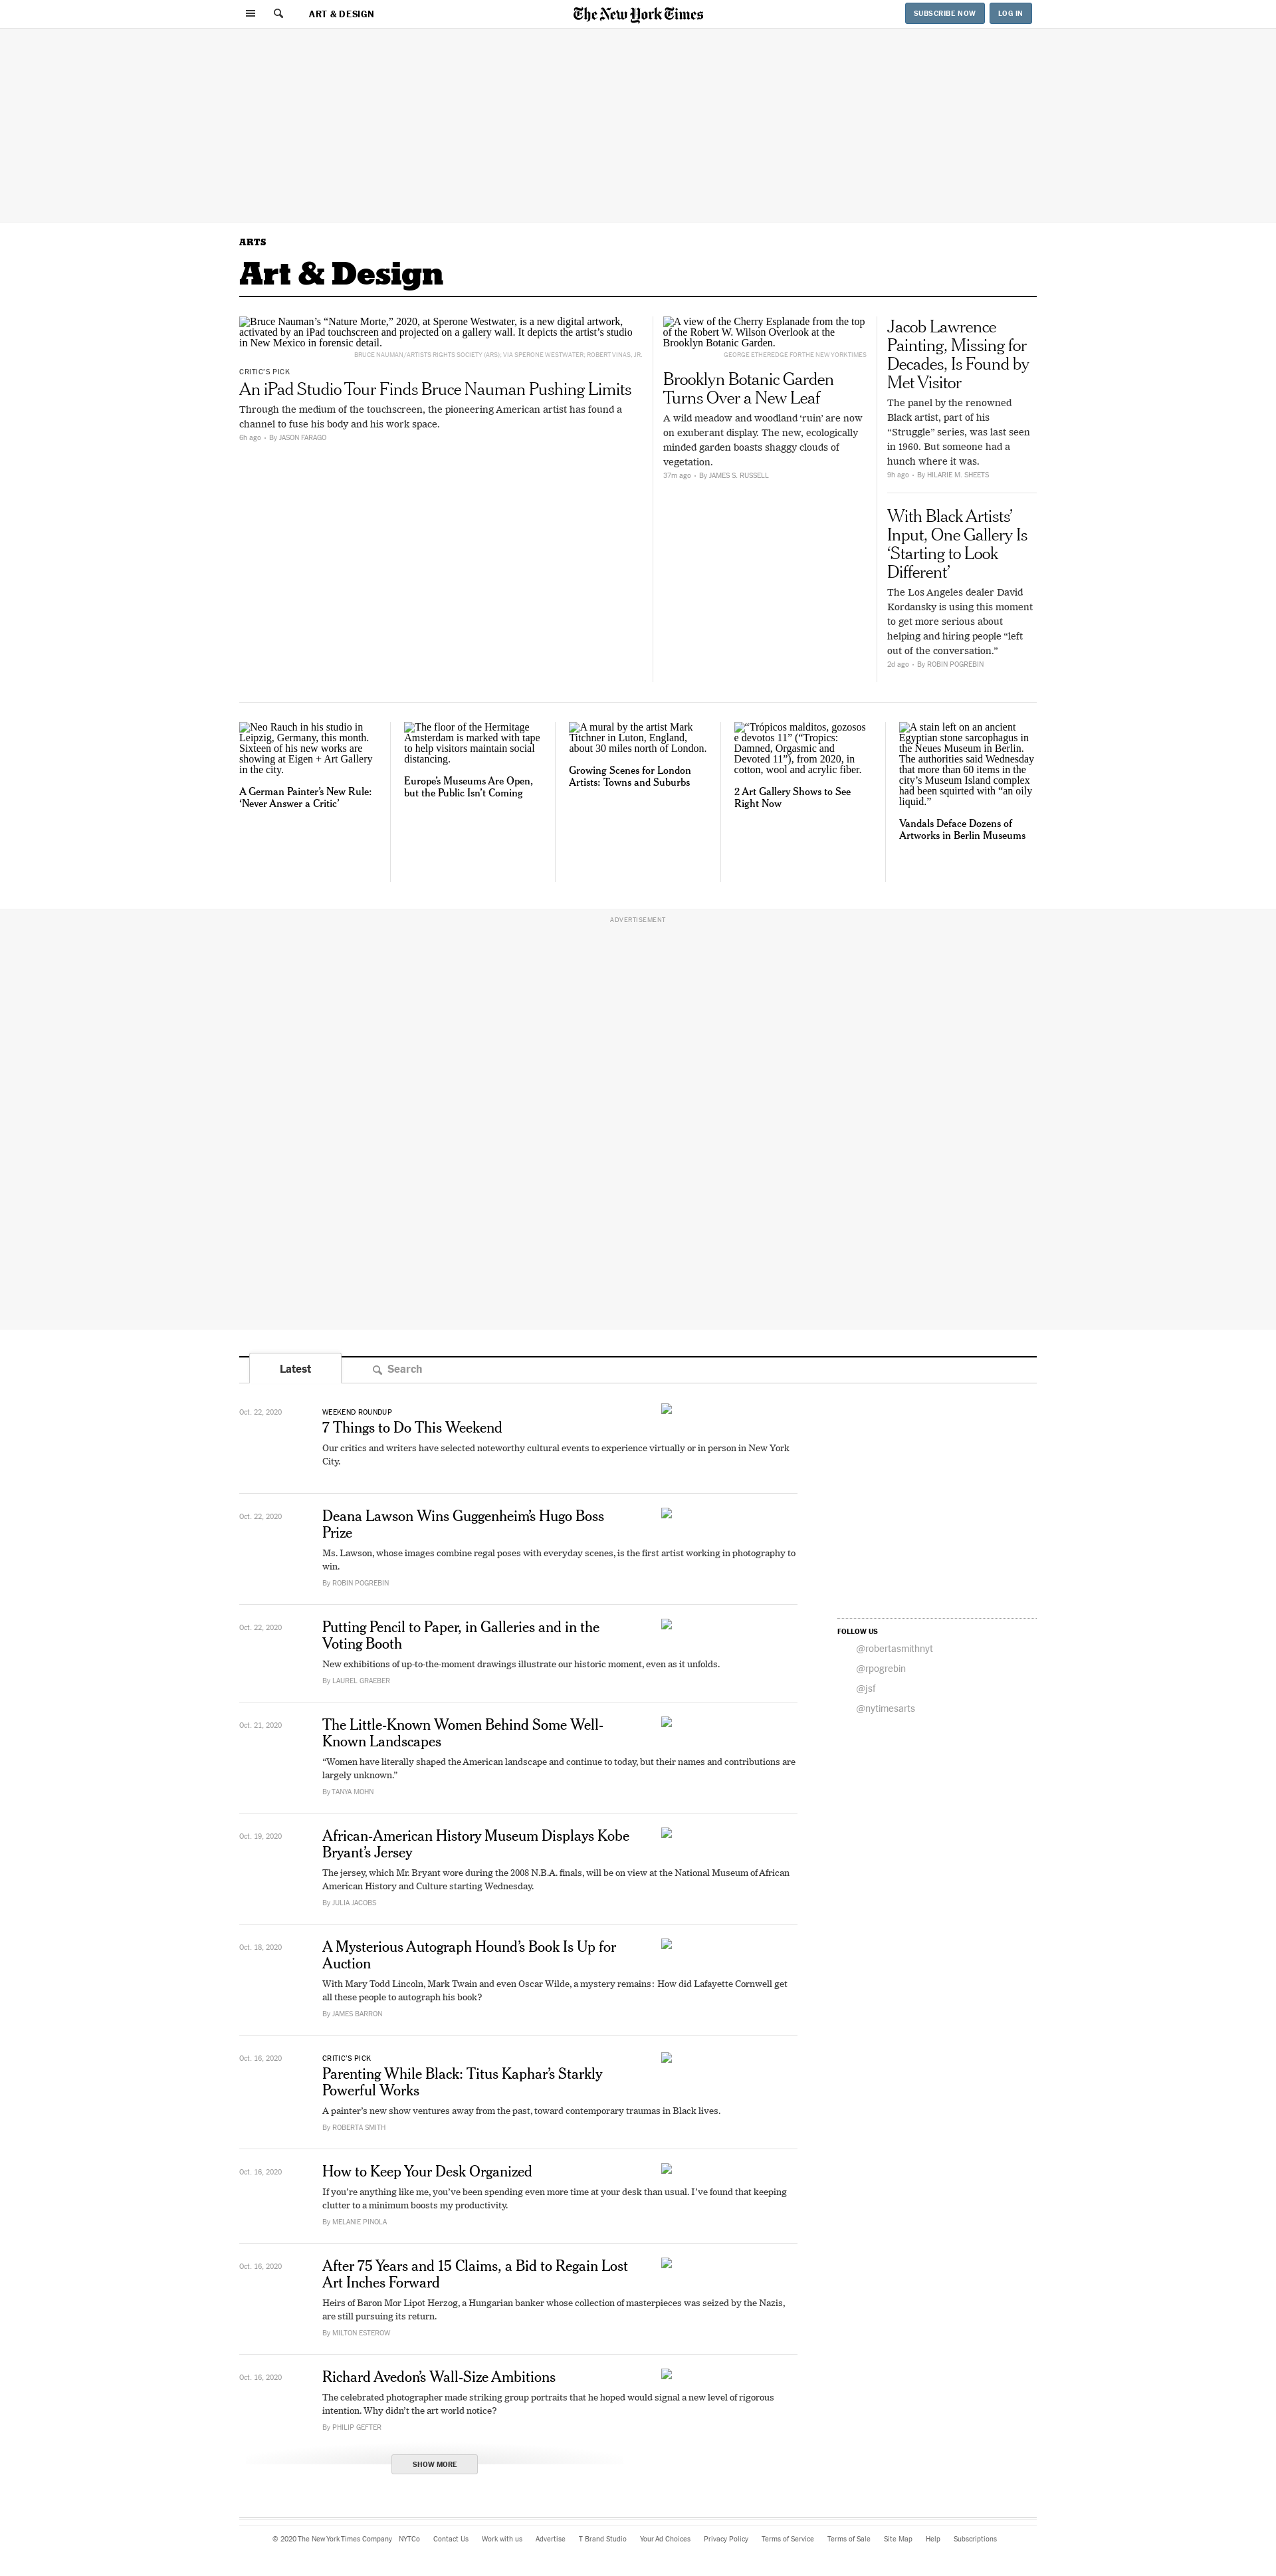 ART & DESIGN
The New York Times
SUBSCRIBE NOW
LOG IN
ARTS
Art & Design
Bruce Nauman’s “Nature Morte,” 2020, at Sperone Westwater, is a new digital artwork,
activated by an iPad touchscreen and projected on a gallery wall. It depicts the artist’s studio
in New Mexico in forensic detail.
BRUCE NAUMAN/ARTISTS RIGHTS SOCIETY (ARS); VIA SPERONE WESTWATER; ROBERT VINAS, JR.
CRITIC’S PICK
An iPad Studio Tour Finds Bruce Nauman Pushing Limits
Through the medium of the touchscreen, the pioneering American artist has found a
channel to fuse his body and his work space.
6h ago • By JASON FARAGO
A view of the Cherry Esplanade from the top
of the Robert W. Wilson Overlook at the
Brooklyn Botanic Garden.
GEORGE ETHEREDGE FOR THE NEW YORK TIMES
Brooklyn Botanic Garden
Turns Over a New Leaf
A wild meadow and woodland ‘ruin’ are now
on exuberant display. The new, ecologically
minded garden boasts shaggy clouds of
vegetation.
37m ago • By JAMES S. RUSSELL
Jacob Lawrence
Painting, Missing for
Decades, Is Found by
Met Visitor
The panel by the renowned
Black artist, part of his
“Struggle” series, was last seen
in 1960. But someone had a
hunch where it was.
9h ago • By HILARIE M. SHEETS
With Black Artists’
Input, One Gallery Is
‘Starting to Look
Different’
The Los Angeles dealer David
Kordansky is using this moment
to get more serious about
helping and hiring people “left
out of the conversation.”
2d ago • By ROBIN POGREBIN
Neo Rauch in his studio in
Leipzig, Germany, this month.
Sixteen of his new works are
showing at Eigen + Art Gallery
in the city.
A German Painter’s New Rule:
‘Never Answer a Critic’
The floor of the Hermitage
Amsterdam is marked with tape
to help visitors maintain social
distancing.
Europe’s Museums Are Open,
but the Public Isn’t Coming
A mural by the artist Mark
Titchner in Luton, England,
about 30 miles north of London.
Growing Scenes for London
Artists: Towns and Suburbs
“Trópicos malditos, gozosos
e devotos 11” (“Tropics:
Damned, Orgasmic and
Devoted 11”), from 2020, in
cotton, wool and acrylic fiber.
2 Art Gallery Shows to See
Right Now
A stain left on an ancient
Egyptian stone sarcophagus in
the Neues Museum in Berlin.
The authorities said Wednesday
that more than 60 items in the
city’s Museum Island complex
had been squirted with “an oily
liquid.”
Vandals Deface Dozens of
Artworks in Berlin Museums
ADVERTISEMENT
Latest
Search
Oct. 22, 2020
WEEKEND ROUNDUP
7 Things to Do This Weekend
Our critics and writers have selected noteworthy cultural events to experience virtually or in person in New York
City.
Oct. 22, 2020
Deana Lawson Wins Guggenheim’s Hugo Boss
Prize
Ms. Lawson, whose images combine regal poses with everyday scenes, is the first artist working in photography to
win.
By ROBIN POGREBIN
Oct. 22, 2020
Putting Pencil to Paper, in Galleries and in the
Voting Booth
New exhibitions of up-to-the-moment drawings illustrate our historic moment, even as it unfolds.
By LAUREL GRAEBER
FOLLOW US
@robertasmithnyt
@rpogrebin
@jsf
@nytimesarts
Oct. 21, 2020
The Little-Known Women Behind Some Well-
Known Landscapes
“Women have literally shaped the American landscape and continue to today, but their names and contributions are
largely unknown.”
By TANYA MOHN
Oct. 19, 2020
African-American History Museum Displays Kobe
Bryant’s Jersey
The jersey, which Mr. Bryant wore during the 2008 N.B.A. finals, will be on view at the National Museum of African
American History and Culture starting Wednesday.
By JULIA JACOBS
Oct. 18, 2020
A Mysterious Autograph Hound’s Book Is Up for
Auction
With Mary Todd Lincoln, Mark Twain and even Oscar Wilde, a mystery remains: How did Lafayette Cornwell get
all these people to autograph his book?
By JAMES BARRON
Oct. 16, 2020
CRITIC’S PICK
Parenting While Black: Titus Kaphar’s Starkly
Powerful Works
A painter’s new show ventures away from the past, toward contemporary traumas in Black lives.
By ROBERTA SMITH
Oct. 16, 2020
How to Keep Your Desk Organized
If you’re anything like me, you’ve been spending even more time at your desk than usual. I’ve found that keeping
clutter to a minimum boosts my productivity.
By MELANIE PINOLA
Oct. 16, 2020
After 75 Years and 15 Claims, a Bid to Regain Lost
Art Inches Forward
Heirs of Baron Mor Lipot Herzog, a Hungarian banker whose collection of masterpieces was seized by the Nazis,
are still pursuing its return.
By MILTON ESTEROW
Oct. 16, 2020
Richard Avedon’s Wall-Size Ambitions
The celebrated photographer made striking group portraits that he hoped would signal a new level of rigorous
intention. Why didn’t the art world notice?
By PHILIP GEFTER
SHOW MORE
© 2020 The New York Times Company NYTCo Contact Us Work with us Advertise T Brand Studio Your Ad Choices Privacy Policy Terms of Service Terms of Sale Site Map Help Subscriptions